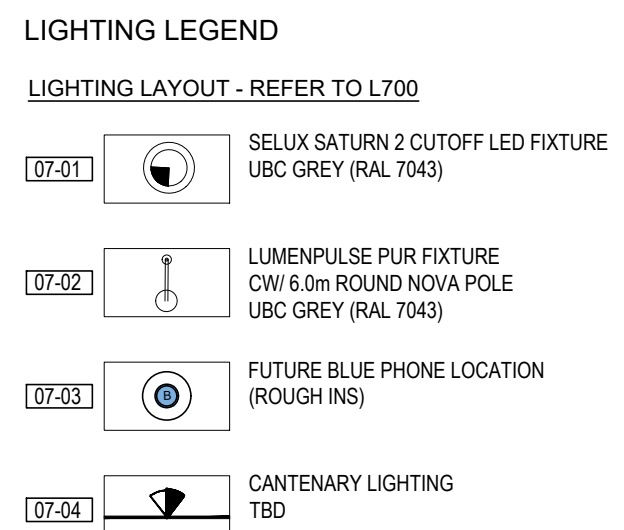 LIGHTING LEGEND
LIGHTING LAYOUT - REFER TO L700
07-01
SELUX SATURN 2 CUTOFF LED FIXTURE
UBC GREY (RAL 7043)
07-02
LUMENPULSE PUR FIXTURE
CW/ 6.0m ROUND NOVA POLE
UBC GREY (RAL 7043)
07-03
B
FUTURE BLUE PHONE LOCATION
(ROUGH INS)
07-04
CANTENARY LIGHTING
TBD